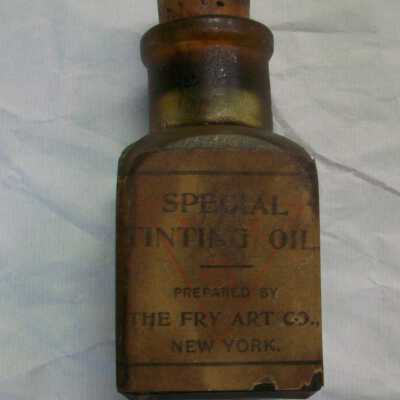 SPECIAL
TINTING OIL.
PREPARED BY
THE FRY ART CO.,
NEW YORK.